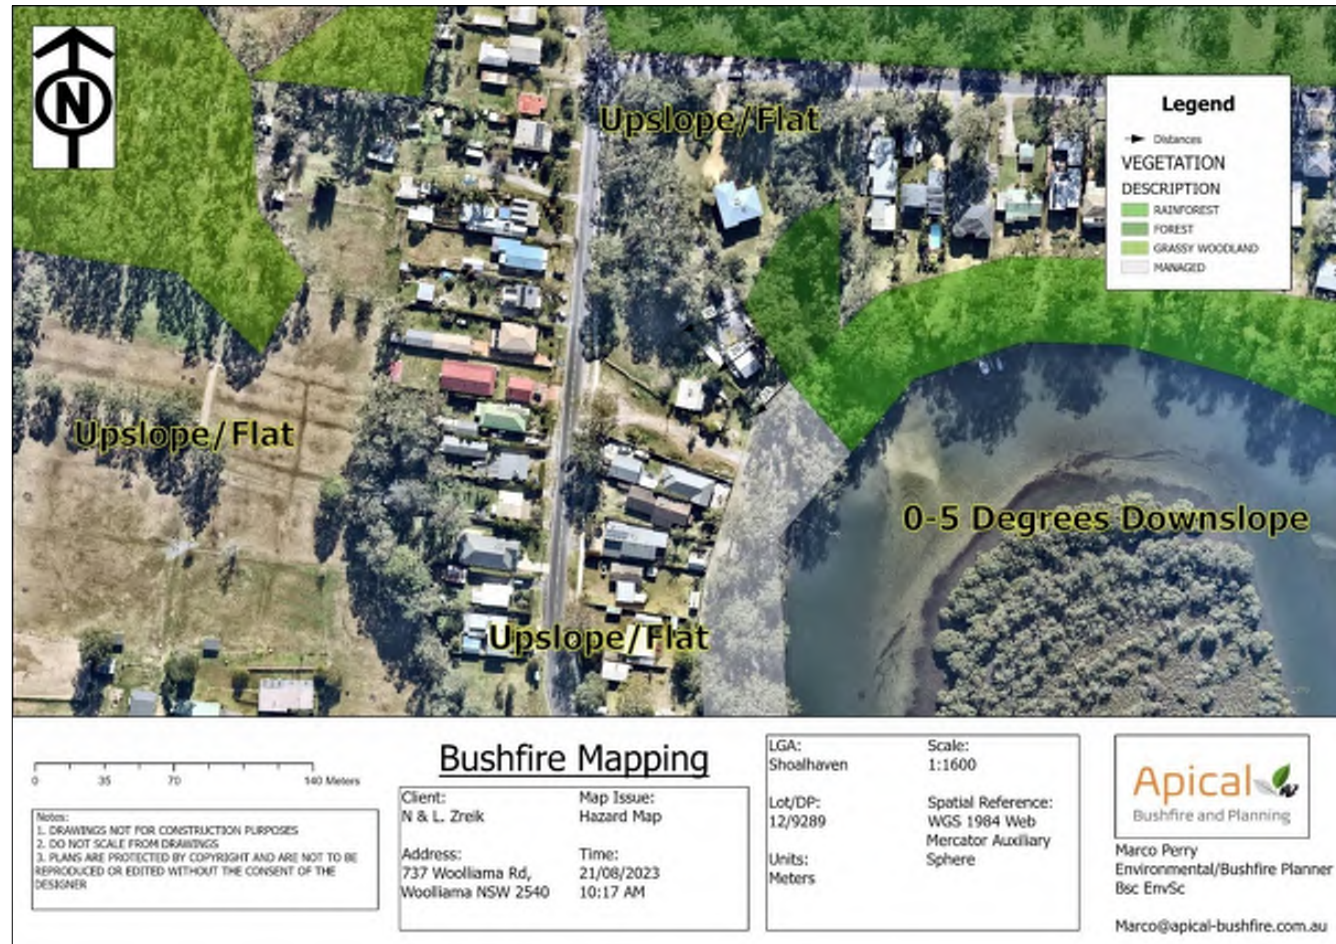 N
Upslope/Flat
Upslope/Flat
0-5 Degrees Downslope
Upslope/Flat
Legend
Distances
VEGETATION
DESCRIPTION
RAINFOREST
FOREST
GRASSY WOODLAND
MANAGED
0 35 70 140 Meters
Notes:
1. DRAWINGS NOT FOR CONSTRUCTION PURPOSES
2. DO NOT SCALE FROM DRAWINGS
3. PLANS ARE PROTECTED BY COPYRIGHT AND ARE NOT TO BE
REPRODUCED OR EDITED WITHOUT THE CONSENT OF THE
DESIGNER
Bushfire Mapping
Client:
N & L. Zreik
Address:
737 Woolliama Rd,
Woolliama NSW 2540
Map Issue:
Hazard Map
Time:
21/08/2023
10:17 AM
LGA:
Shoalhaven
Lot/DP:
12/9289
Units:
Meters
Scale:
1:1600
Spatial Reference:
WGS 1984 Web
Mercator Auxiliary
Sphere
Apical
Bushfire and Planning
Marco Perry
Environmental/Bushfire Planner
Bsc EnvSc
Marco@apical-bushfire.com.au